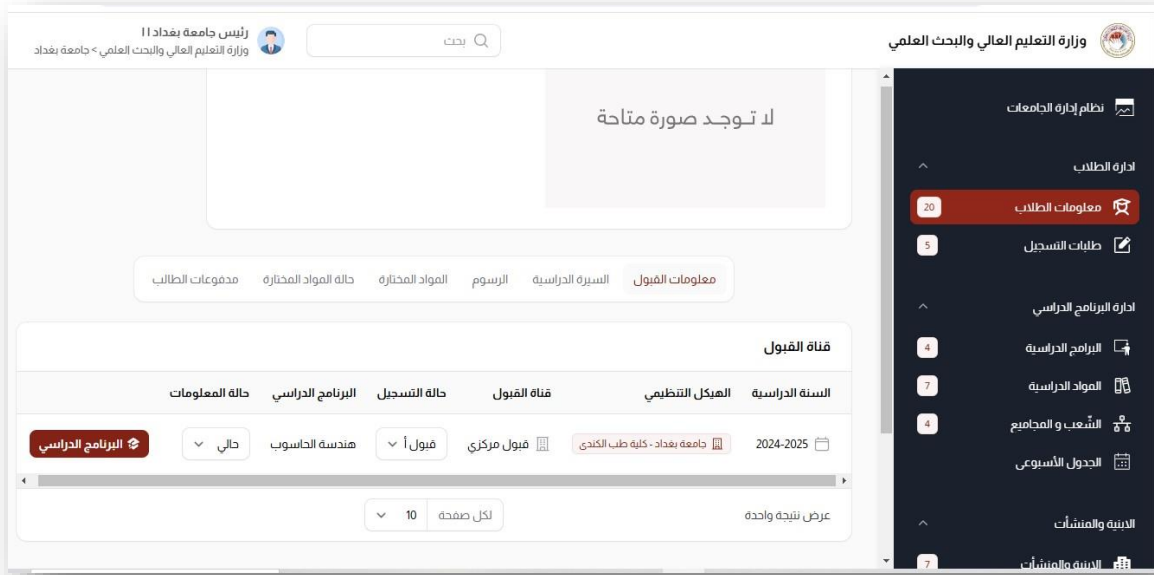 وزارة التعليم العالي والبحث العلمي
بحث
رئيس جامعة بغداد ا ا
وزارة التعليم العالي والبحث العلمي > جامعة بغداد
نظام إدارة الجامعات
ادارة الطلاب
معلومات الطلاب 20
طلبات التسجيل 5
ادارة البرنامج الدراسي
البرامج الدراسية 4
المواد الدراسية 7
الشّعب و المجاميع 4
الجدول الأسبوعي
الابنية والمنشأت
الابنية والمنشأت 7
لا تـوجـد صورة متاحة
معلومات القبول السيرة الدراسية الرسوم المواد المختارة حالة المواد المختارة مدفوعات الطالب
قناة القبول
السنة الدراسية الهيكل التنظيمي قناة القبول حالة التسجيل البرنامج الدراسي حالة المعلومات
2024-2025 جامعة بغداد - كلية طب الكندي قبول مركزي قبول أ هندسة الحاسوب حالي البرنامج الدراسي
عرض نتيجة واحدة لكل صفحة 10